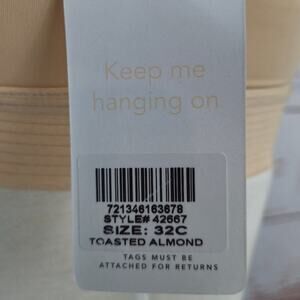 Keep me
hanging on
721346163678
STYLE# 42667
SIZE: 32C
TOASTED ALMOND
TAGS MUST BE
ATTACHED FOR RETURNS